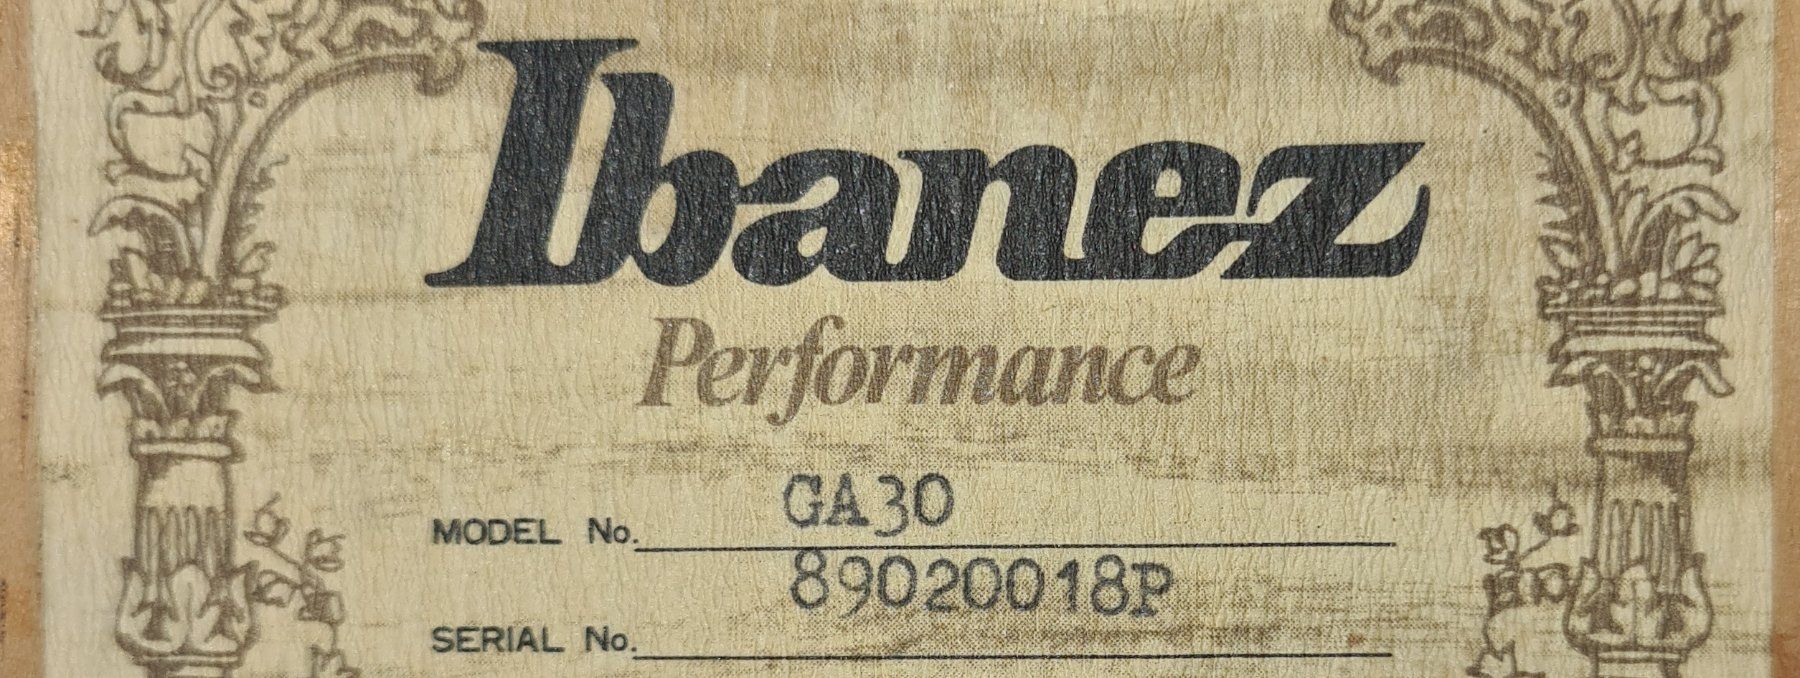 Ibanez
Performance
MODEL No. GA30
SERIAL No. 89020018P